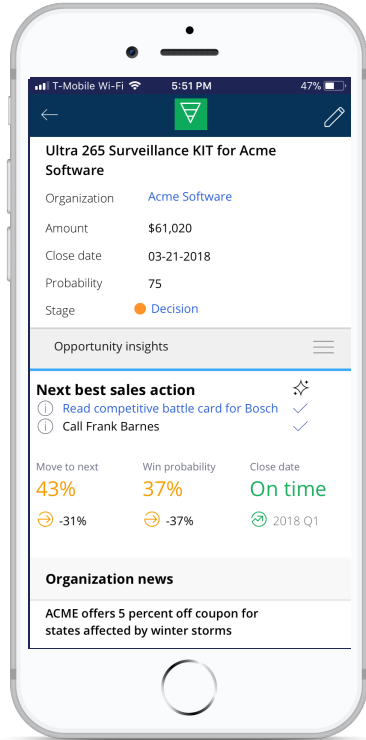 T-Mobile Wi-Fi 5:51 PM 47%
Ultra 265 Surveillance KIT for Acme
Software
Organization Acme Software
Amount $61,020
Close date 03-21-2018
Probability 75
Stage Decision
Opportunity insights
Next best sales action
Read competitive battle card for Bosch
Call Frank Barnes
Move to next Win probability Close date
43% 37% On time
-31% -37% 2018 Q1
Organization news
ACME offers 5 percent off coupon for
states affected by winter storms